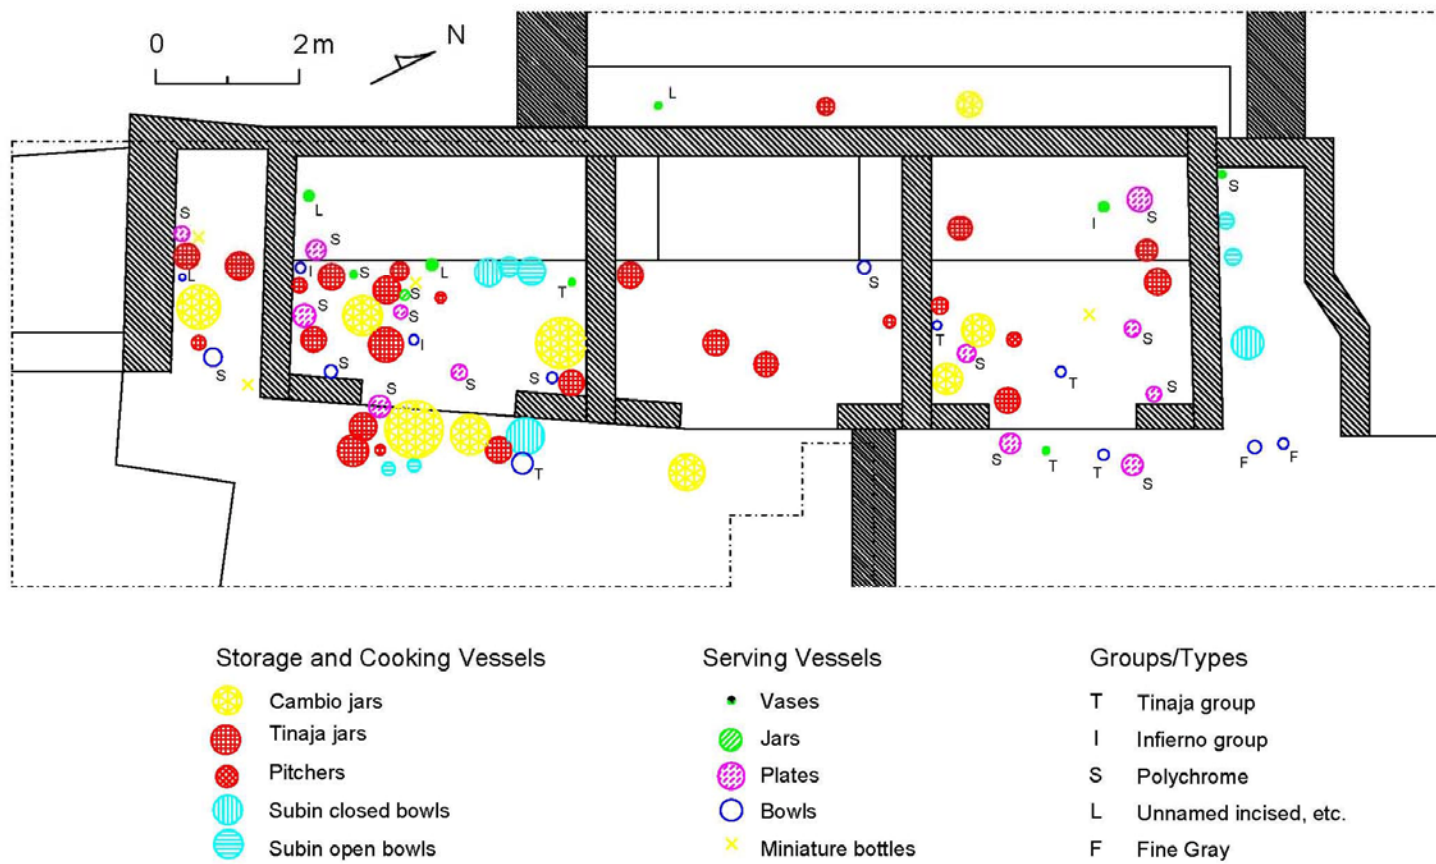 0 2m N
L
S
L
S
S
I
S
L
S
I
S
L
S
S
T
T
S
S
S
I
S
S
S
S
T
S
S
T
S
T
S
T
T
S
F
F
Storage and Cooking Vessels
Cambio jars
Tinaja jars
Pitchers
Subin closed bowls
Subin open bowls
Serving Vessels
Vases
Jars
Plates
Bowls
Miniature bottles
Groups/Types
T Tinaja group
I Infierno group
S Polychrome
L Unnamed incised, etc.
F Fine Gray